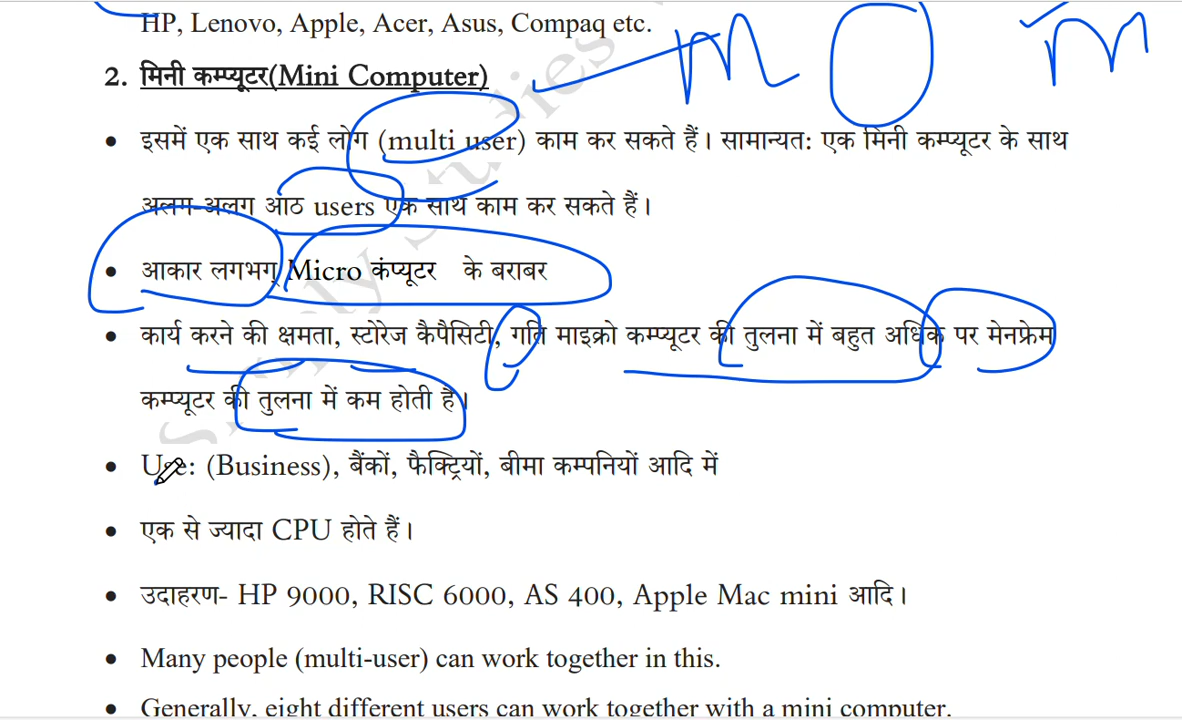 HP, Lenovo, Apple, Acer, Asus, Compaq etc.
m m
2. मिनी कम्प्यूटर(Mini Computer)
• इसमें एक साथ कई लोग (multi user) काम कर सकते हैं। सामान्यत: एक मिनी कम्प्यूटर के साथ
अलग-अलग आठ users एक साथ काम कर सकते हैं।
• आकार लगभग Micro कंप्यूटर के बराबर
• कार्य करने की क्षमता, स्टोरेज कैपैसिटी, गति माइक्रो कम्प्यूटर की तुलना में बहुत अधिक पर मेनफ्रेम
कम्प्यूटर की तुलना में कम होती है।
• Use: (Business), बैंकों, फैक्ट्रियों, बीमा कम्पनियों आदि में
• एक से ज्यादा CPU होते हैं।
• उदाहरण- HP 9000, RISC 6000, AS 400, Apple Mac mini आदि।
• Many people (multi-user) can work together in this.
• Generally, eight different users can work together with a mini computer.